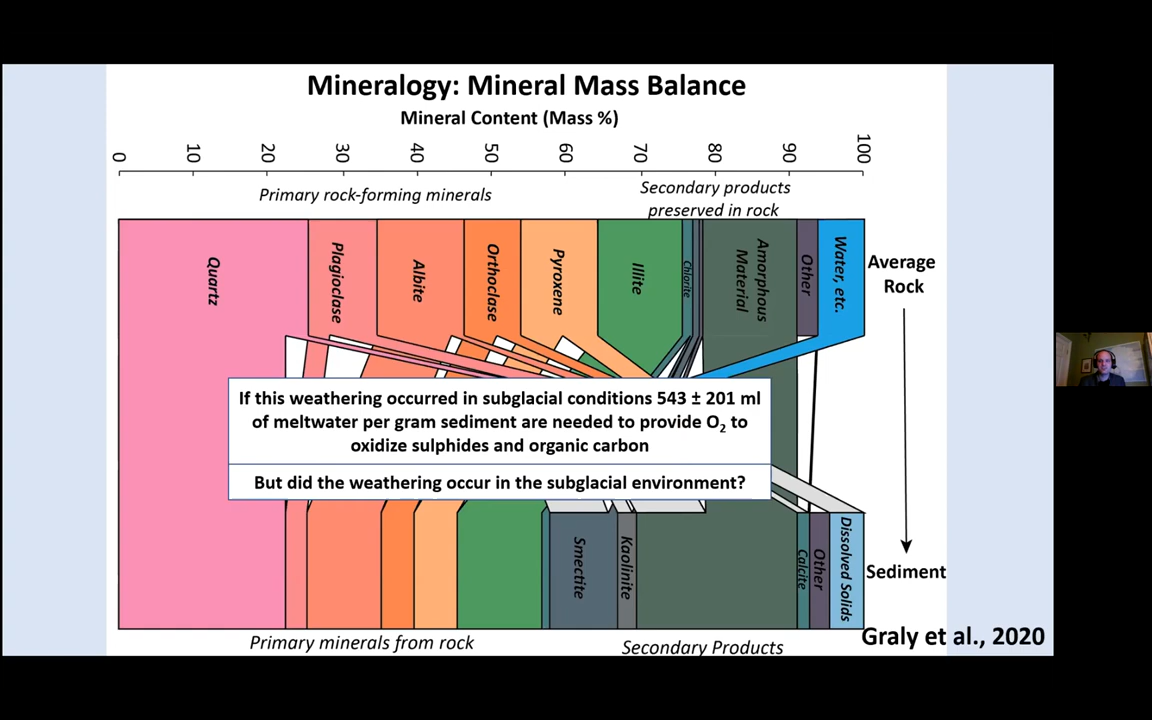 Mineralogy: Mineral Mass Balance
Mineral Content (Mass %)
0 10 20 30 40 50 60 70 80 90 100
Primary rock-forming minerals
Secondary products
preserved in rock
Quartz
Plagioclase
Albite
Orthoclase
Pyroxene
Illite
Chlorite
Amorphous
Material
Other
Water, etc.
Average
Rock
If this weathering occurred in subglacial conditions 543 ± 201 ml
of meltwater per gram sediment are needed to provide O₂ to
oxidize sulphides and organic carbon
But did the weathering occur in the subglacial environment?
Smectite
Kaolinite
Calcite
Other
Dissolved Solids
Sediment
Primary minerals from rock
Secondary Products
Graly et al., 2020